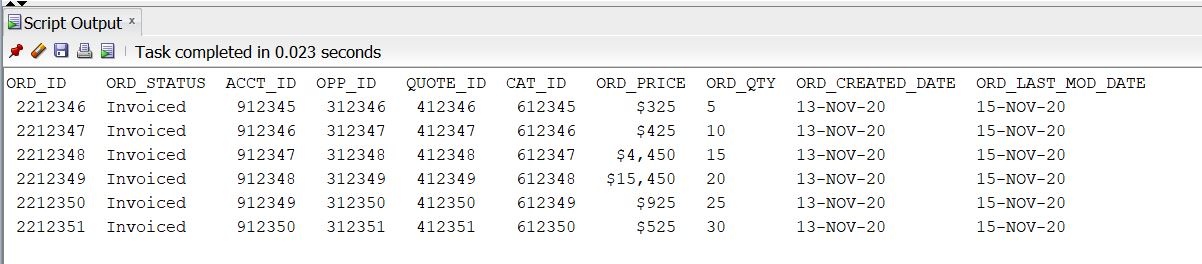 Script Output x
Task completed in 0.023 seconds
ORD_ID ORD_STATUS ACCT_ID OPP_ID QUOTE_ID CAT_ID ORD_PRICE ORD_QTY ORD_CREATED_DATE ORD_LAST_MOD_DATE
2212346 Invoiced 912345 312346 412346 612345 $325 5 13-NOV-20 15-NOV-20
2212347 Invoiced 912346 312347 412347 612346 $425 10 13-NOV-20 15-NOV-20
2212348 Invoiced 912347 312348 412348 612347 $4,450 15 13-NOV-20 15-NOV-20
2212349 Invoiced 912348 312349 412349 612348 $15,450 20 13-NOV-20 15-NOV-20
2212350 Invoiced 912349 312350 412350 612349 $925 25 13-NOV-20 15-NOV-20
2212351 Invoiced 912350 312351 412351 612350 $525 30 13-NOV-20 15-NOV-20